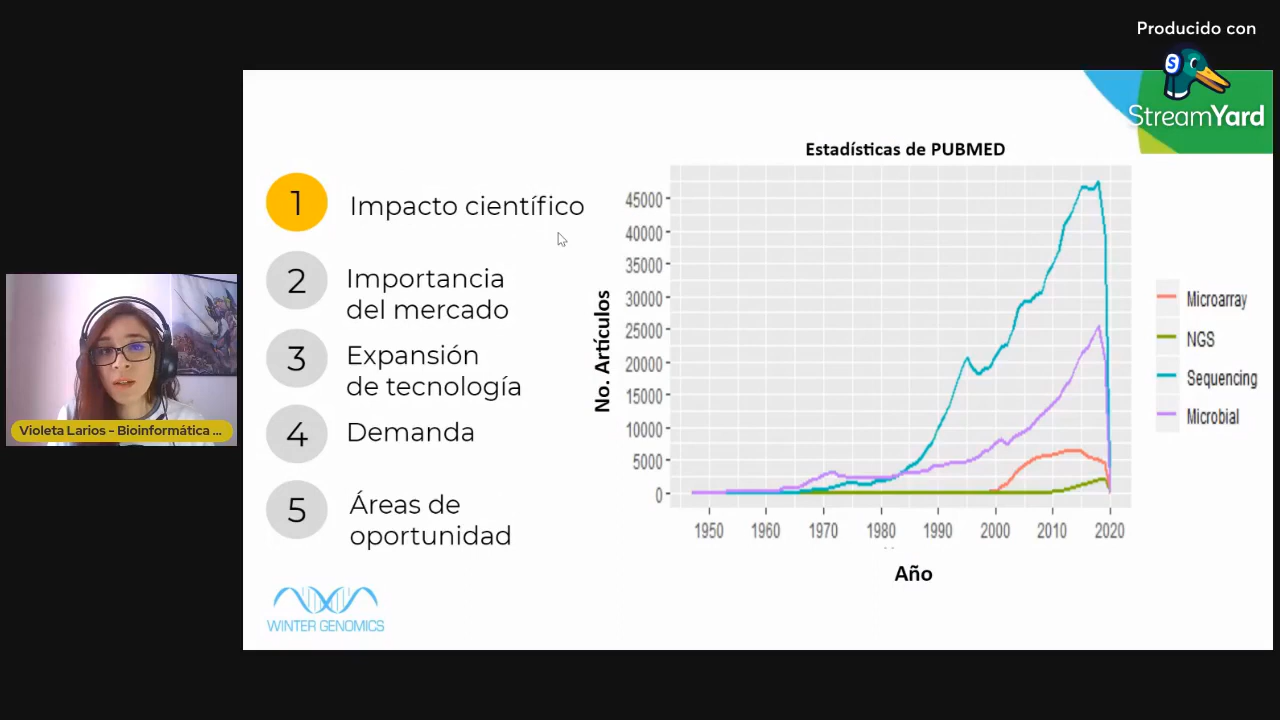 Producido con
StreamYard
Estadísticas de PUBMED
1
Impacto científico
2
Importancia
del mercado
3
Expansión
de tecnología
4
Demanda
5
Áreas de
oportunidad
WINTER GENOMICS
No. Artículos
45000
40000
35000
30000
25000
20000
15000
10000
5000
0
1950 1960 1970 1980 1990 2000 2010 2020
Año
Microarray
NGS
Sequencing
Microbial
Violeta Larios - Bioinformática ...